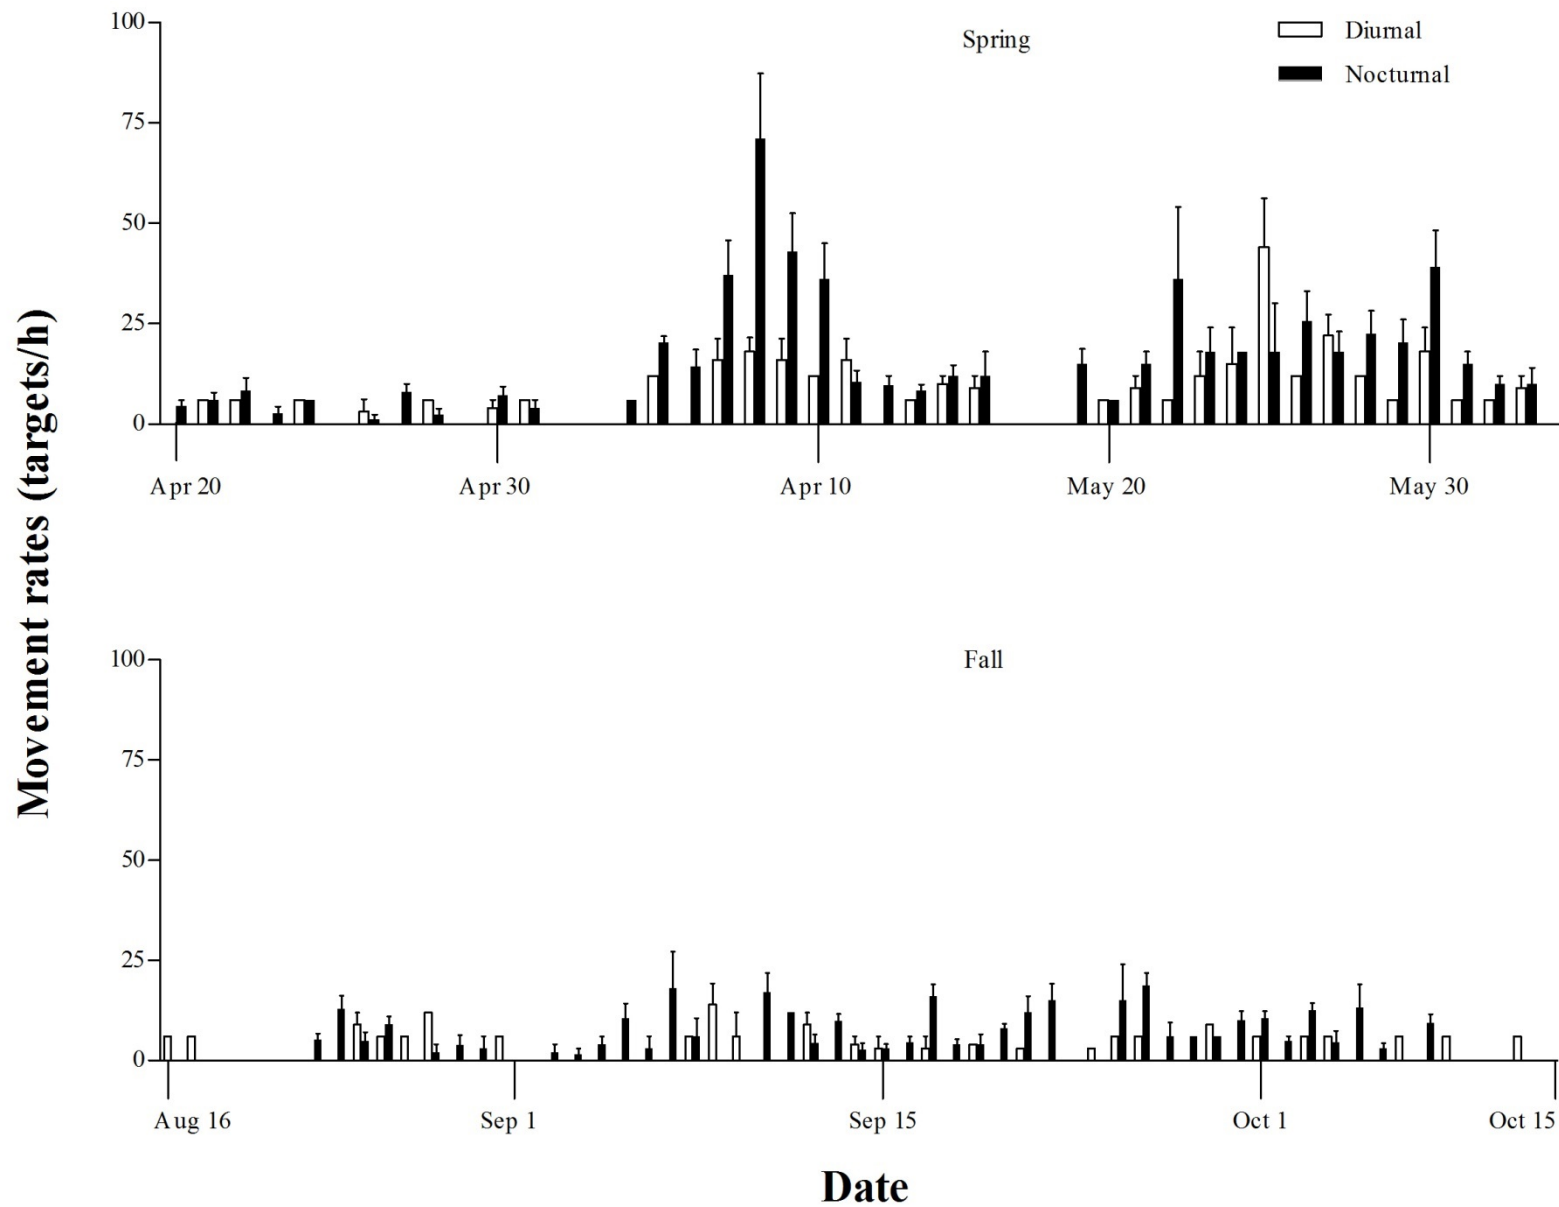 Movement rates (targets/h)
Spring
Diurnal
Nocturnal
100
75
50
25
0
Apr 20
Apr 30
Apr 10
May 20
May 30
Fall
100
75
50
25
0
Aug 16
Sep 1
Sep 15
Oct 1
Oct 15
Date